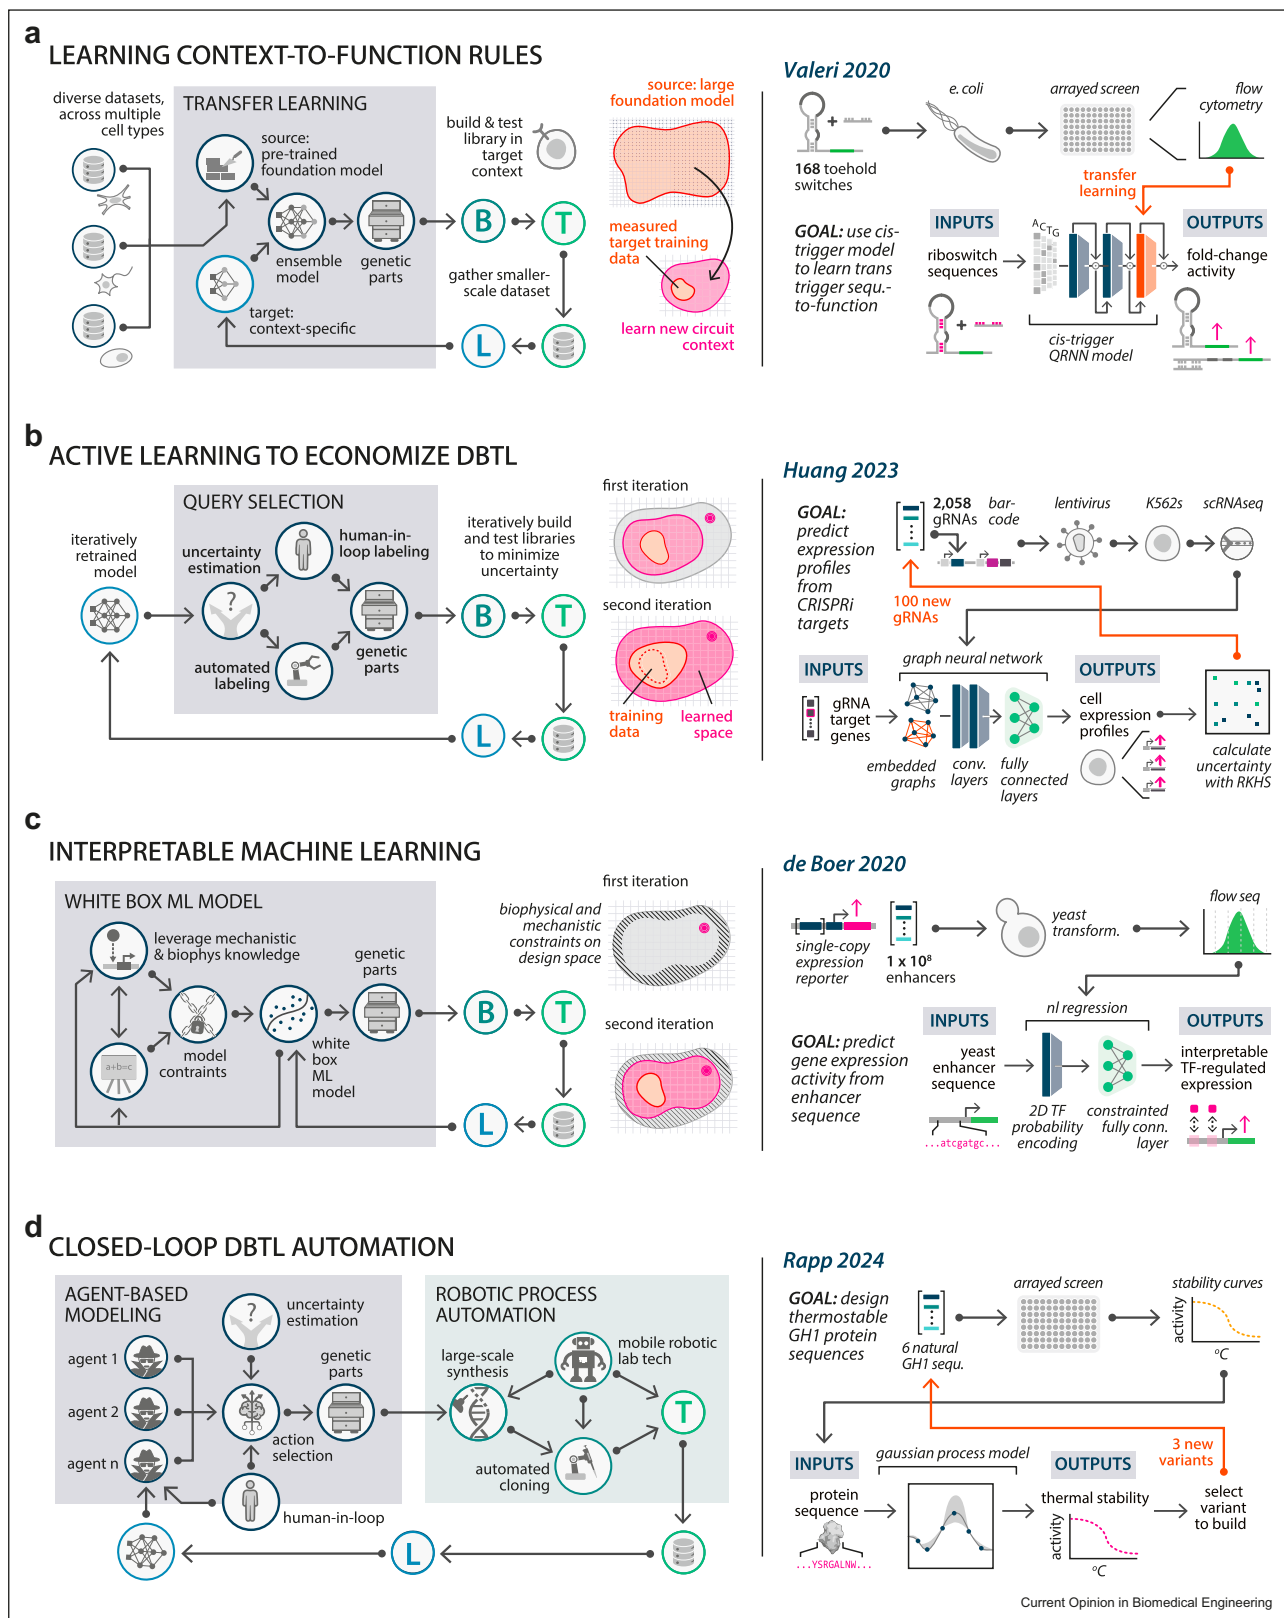 a
LEARNING CONTEXT-TO-FUNCTION RULES
diverse datasets,
across multiple
cell types
TRANSFER LEARNING
source:
pre-trained
foundation model
ensemble
model
genetic
parts
target:
context-specific
build & test
library in
target
context
B
T
gather smaller-
scale dataset
L
source: large
foundation model
measured
target training
data
learn new circuit
context
Valeri 2020
168 toehold
switches
e. coli
arrayed screen
flow
cytometry
transfer
learning
GOAL: use cis-
trigger model
to learn trans
trigger sequ.-
to-function
INPUTS
riboswitch
sequences
ACTG
cis-trigger
QRNN model
OUTPUTS
fold-change
activity
b
ACTIVE LEARNING TO ECONOMIZE DBTL
iteratively
retrained
model
QUERY SELECTION
uncertainty
estimation
?
human-in-
loop labeling
automated
labeling
genetic
parts
iteratively build
and test libraries
to minimize
uncertainty
B
T
L
first iteration
second iteration
training
data
learned
space
Huang 2023
GOAL:
predict
expression
profiles
from
CRISPRi
targets
2,058
gRNAs
bar-
code
lentivirus
K562s
scRNAseq
100 new
gRNAs
INPUTS
gRNA
target
genes
graph neural network
embedded
graphs
conv.
layers
fully
connected
layers
OUTPUTS
cell
expression
profiles
calculate
uncertainty
with RKHS
c
INTERPRETABLE MACHINE LEARNING
WHITE BOX ML MODEL
leverage mechanistic
& biophys knowledge
a+b=c
model
contraints
white
box
ML
model
genetic
parts
biophysical and
mechanistic
constraints on
design space
B
T
L
first iteration
second iteration
de Boer 2020
single-copy
expression
reporter
1 x 10⁸
enhancers
yeast
transform.
flow seq
GOAL: predict
gene expression
activity from
enhancer
sequence
INPUTS
yeast
enhancer
sequence
...atcgatgc...
nl regression
2D TF
probability
encoding
constrainted
fully conn.
layer
OUTPUTS
interpretable
TF-regulated
expression
d
CLOSED-LOOP DBTL AUTOMATION
AGENT-BASED
MODELING
agent 1
agent 2
agent n
?
uncertainty
estimation
action
selection
genetic
parts
human-in-loop
ROBOTIC PROCESS
AUTOMATION
large-scale
synthesis
mobile robotic
lab tech
automated
cloning
T
L
Rapp 2024
GOAL: design
thermostable
GH1 protein
sequences
6 natural
GH1 sequ.
arrayed screen
stability curves
activity
°C
3 new
variants
INPUTS
protein
sequence
...YSRGALNW...
gaussian process model
OUTPUTS
thermal stability
activity
°C
select
variant
to build
Current Opinion in Biomedical Engineering